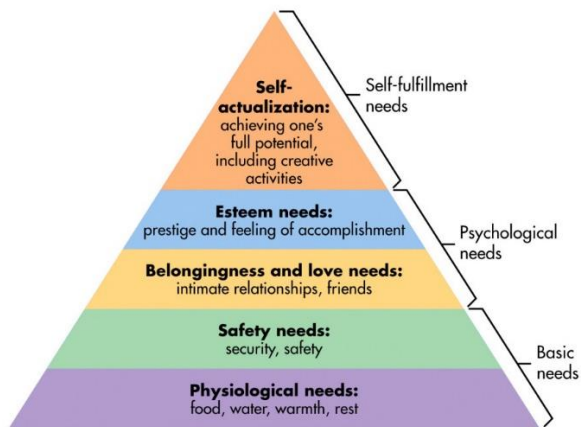 Self-
actualization:
achieving one's
full potential,
including creative
activities
Esteem needs:
prestige and feeling of accomplishment
Belongingness and love needs:
intimate relationships, friends
Safety needs:
security, safety
Physiological needs:
food, water, warmth, rest
Self-fulfillment
needs
Psychological
needs
Basic
needs